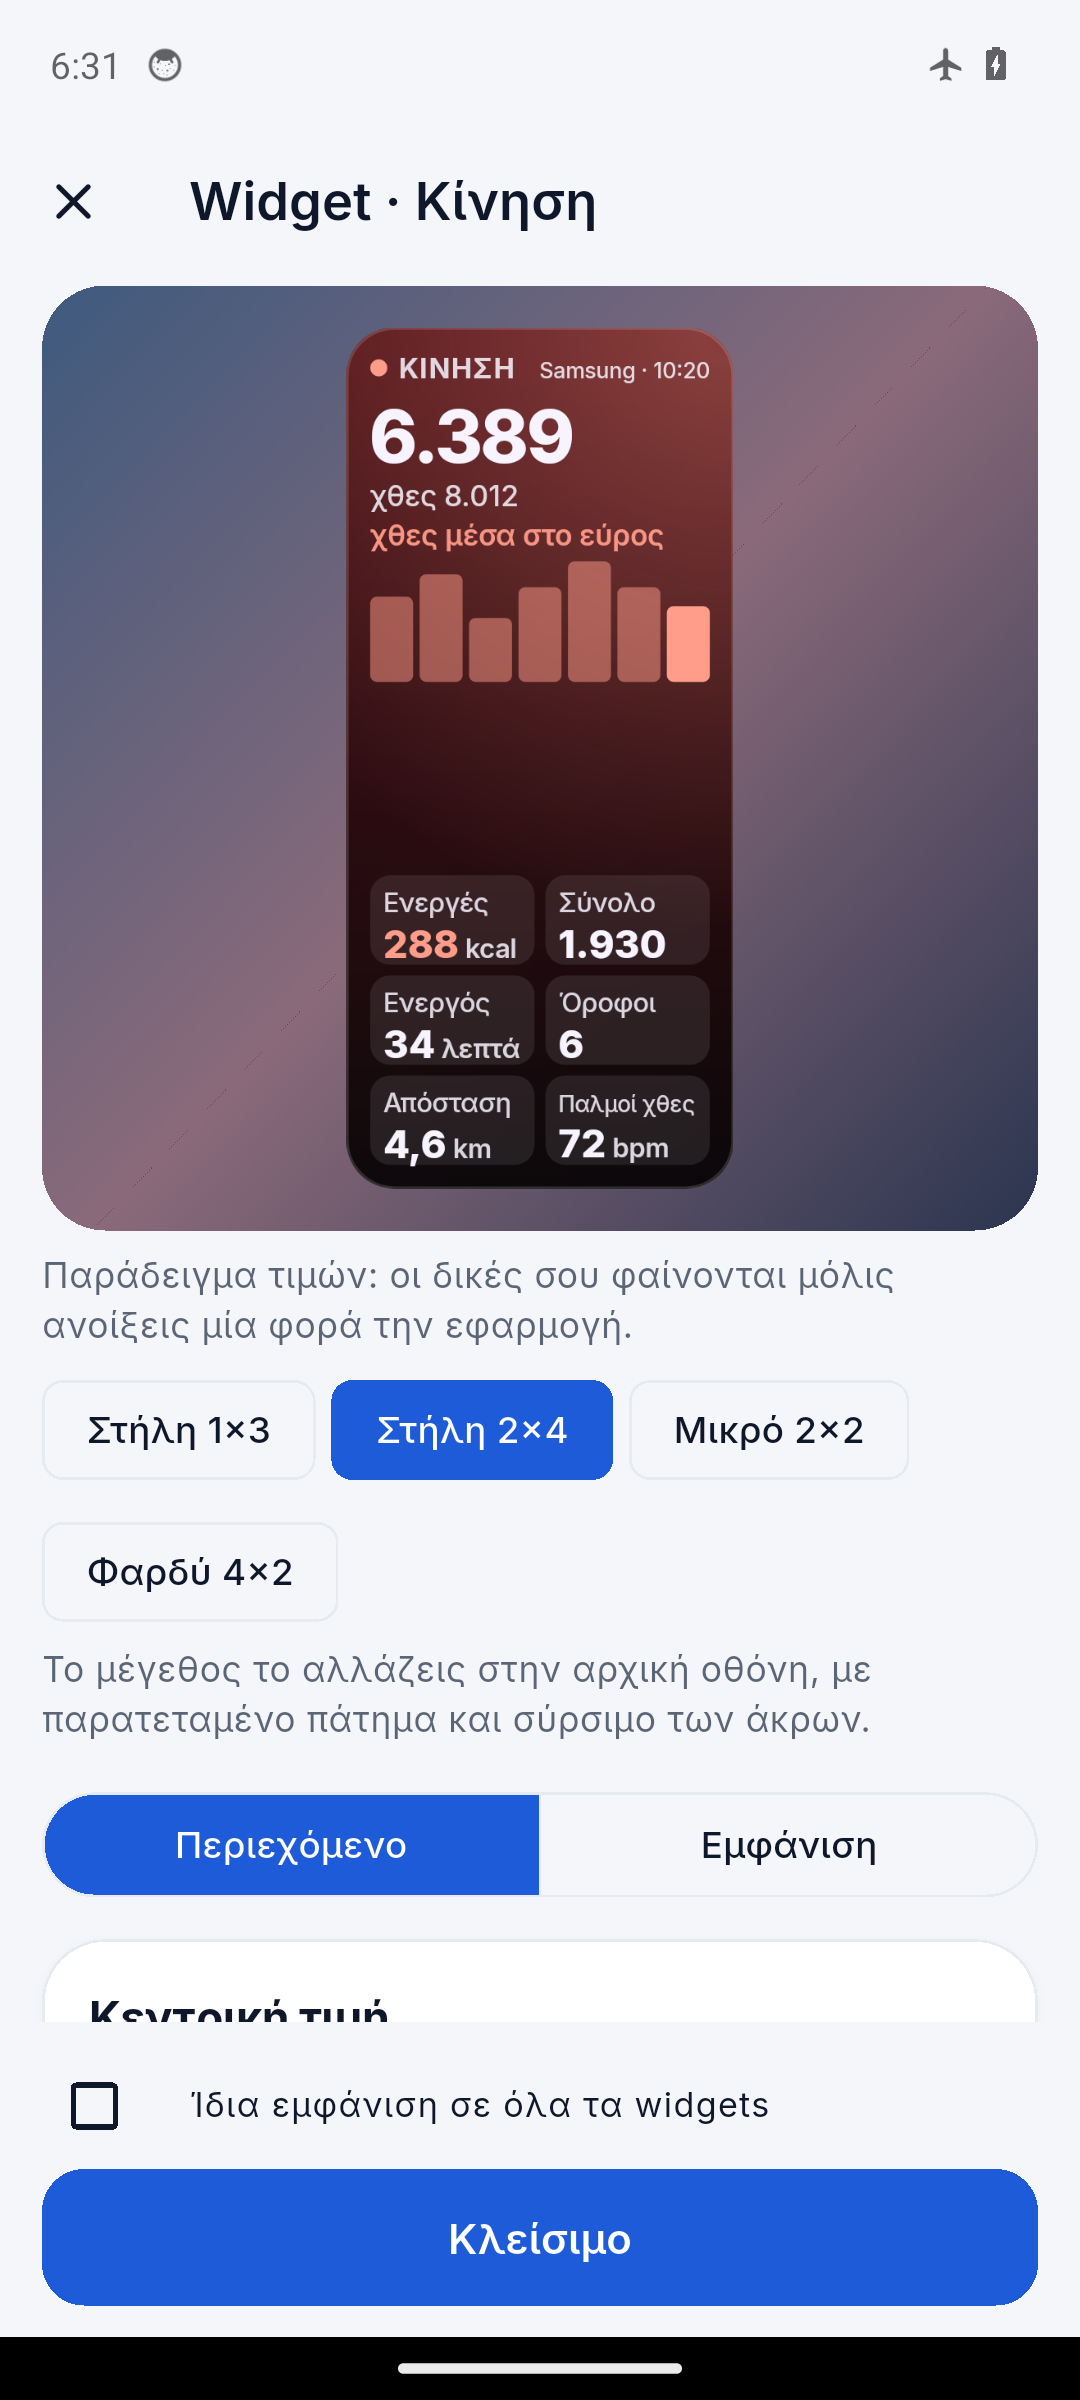 6:31
Widget · Κίνηση
ΚΙΝΗΣΗ Samsung · 10:20
6.389
χθες 8.012
χθες μέσα στο εύρος
Ενεργές Σύνολο
288 kcal 1.930
Ενεργός Όροφοι
34 λεπτά 6
Απόσταση Παλμοί χθες
4,6 km 72 bpm
Παράδειγμα τιμών: οι δικές σου φαίνονται μόλις
ανοίξεις μία φορά την εφαρμογή.
Στήλη 1×3 Στήλη 2×4 Μικρό 2×2
Φαρδύ 4×2
Το μέγεθος το αλλάζεις στην αρχική οθόνη, με
παρατεταμένο πάτημα και σύρσιμο των άκρων.
Περιεχόμενο Εμφάνιση
Κεντρική τιμή
Ίδια εμφάνιση σε όλα τα widgets
Κλείσιμο